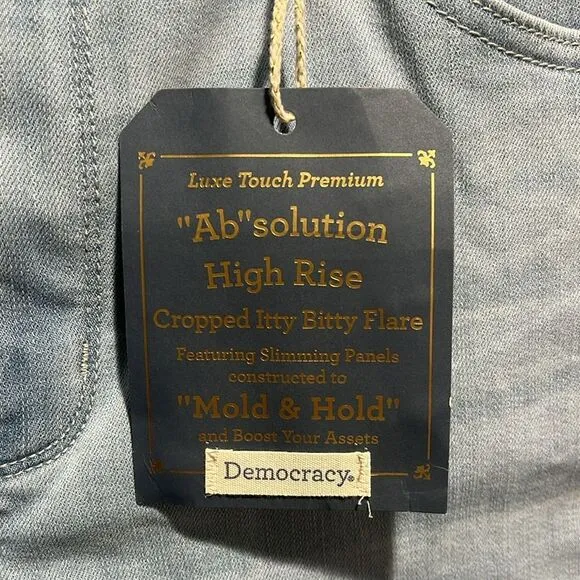 Luxe Touch Premium
"Ab"solution
High Rise
Cropped Itty Bitty Flare
Featuring Slimming Panels
constructed to
"Mold & Hold"
and Boost Your Assets
Democracy®